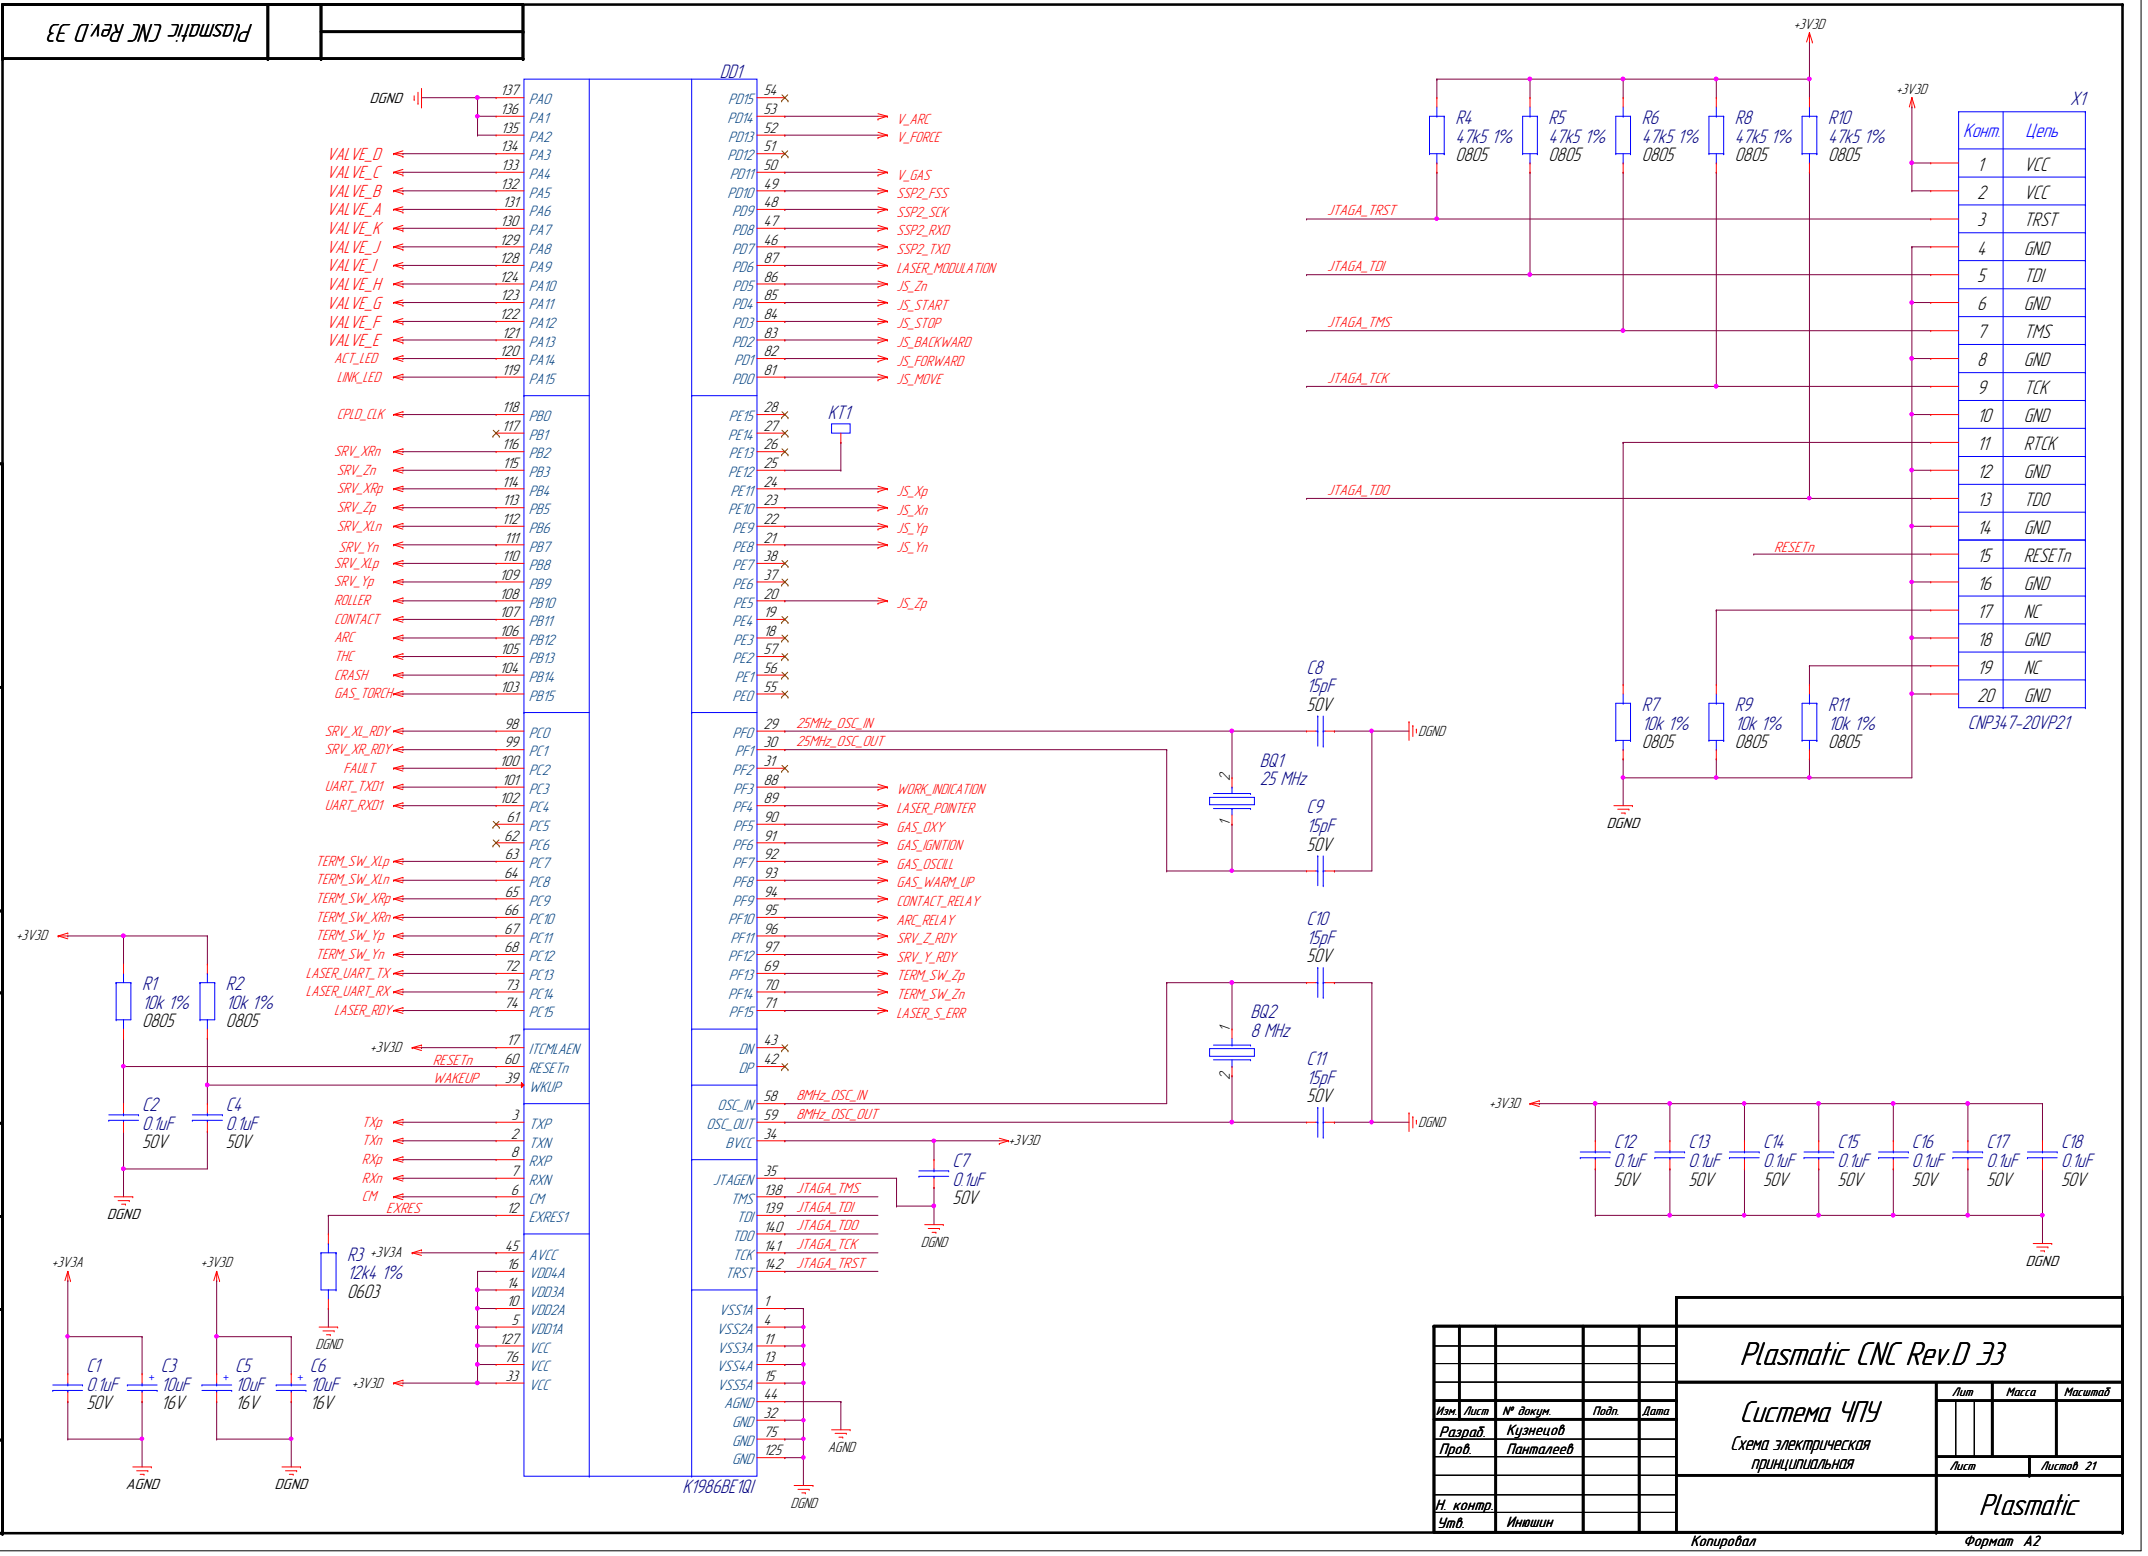 Plasmatic CNC Rev.D ЭЗ
DD1
DGND
137 PA0
136 PA1
135 PA2
VALVE_D 134 PA3
VALVE_C 133 PA4
VALVE_B 132 PA5
VALVE_A 131 PA6
VALVE_K 130 PA7
VALVE_J 129 PA8
VALVE_I 128 PA9
VALVE_H 124 PA10
VALVE_G 123 PA11
VALVE_F 122 PA12
VALVE_E 121 PA13
ACT_LED 120 PA14
LINK_LED 119 PA15
CPLD_CLK 118 PB0
117 PB1
SRV_XRn 116 PB2
SRV_Zn 115 PB3
SRV_XRp 114 PB4
SRV_Zp 113 PB5
SRV_XLn 112 PB6
SRV_Yn 111 PB7
SRV_XLp 110 PB8
SRV_Yp 109 PB9
ROLLER 108 PB10
CONTACT 107 PB11
ARC 106 PB12
THC 105 PB13
CRASH 104 PB14
GAS_TORCH 103 PB15
SRV_XL_RDY 98 PC0
SRV_XR_RDY 99 PC1
FAULT 100 PC2
UART_TXD1 101 PC3
UART_RXD1 102 PC4
61 PC5
62 PC6
TERM_SW_XLp 63 PC7
TERM_SW_XLn 64 PC8
TERM_SW_XRp 65 PC9
TERM_SW_XRn 66 PC10
TERM_SW_Yp 67 PC11
TERM_SW_Yn 68 PC12
LASER_UART_TX 72 PC13
LASER_UART_RX 73 PC14
LASER_RDY 74 PC15
+3V3D 17 ITCMLAEN
RESETn 60 RESETn
WAKEUP 39 WKUP
TXp 3 TXP
TXn 2 TXN
RXp 8 RXP
RXn 7 RXN
CM 6 CM
EXRES 12 EXRES1
+3V3A 45 AVCC
16 VDD4A
14 VDD3A
10 VDD2A
5 VDD1A
127 VCC
76 VCC
+3V3D 33 VCC
PD15 54
PD14 53 V_ARC
PD13 52 V_FORCE
PD12 51
PD11 50 V_GAS
PD10 49 SSP2_FSS
PD9 48 SSP2_SCK
PD8 47 SSP2_RXD
PD7 46 SSP2_TXD
PD6 87 LASER_MODULATION
PD5 86 JS_Zn
PD4 85 JS_START
PD3 84 JS_STOP
PD2 83 JS_BACKWARD
PD1 82 JS_FORWARD
PD0 81 JS_MOVE
PE15 28
PE14 27
PE13 26
PE12 25
KT1
PE11 24 JS_Xp
PE10 23 JS_Xn
PE9 22 JS_Yp
PE8 21 JS_Yn
PE7 38
PE6 37
PE5 20 JS_Zp
PE4 19
PE3 18
PE2 57
PE1 56
PE0 55
PF0 29 25MHz_OSC_IN
PF1 30 25MHz_OSC_OUT
PF2 31
PF3 88 WORK_INDICATION
PF4 89 LASER_POINTER
PF5 90 GAS_OXY
PF6 91 GAS_IGNITION
PF7 92 GAS_OSCILL
PF8 93 GAS_WARM_UP
PF9 94 CONTACT_RELAY
PF10 95 ARC_RELAY
PF11 96 SRV_Z_RDY
PF12 97 SRV_Y_RDY
PF13 69 TERM_SW_Zp
PF14 70 TERM_SW_Zn
PF15 71 LASER_S_ERR
DN 43
DP 42
OSC_IN 58 8MHz_OSC_IN
OSC_OUT 59 8MHz_OSC_OUT
BVCC 34 +3V3D
JTAGEN 35
TMS 138 JTAGA_TMS
TDI 139 JTAGA_TDI
TDO 140 JTAGA_TDO
TCK 141 JTAGA_TCK
TRST 142 JTAGA_TRST
VSS1A 1
VSS2A 4
VSS3A 11
VSS4A 13
VSS5A 15
AGND 44
GND 32
GND 75
GND 125
AGND
DGND
K1986BE1QI
C7
0.1uF
50V
DGND
+3V3D
R1
10k 1%
0805
R2
10k 1%
0805
C2
0.1uF
50V
C4
0.1uF
50V
DGND
R3
12k4 1%
0603
DGND
+3V3A
C1
0.1uF
50V
C3
+
10uF
16V
AGND
+3V3D
C5
+
10uF
16V
C6
+
10uF
16V
DGND
C8
15pF
50V
DGND
BQ1
25 MHz
2
1
C9
15pF
50V
C10
15pF
50V
BQ2
8 MHz
1
2
C11
15pF
50V
DGND
+3V3D
R4
47k5 1%
0805
R5
47k5 1%
0805
R6
47k5 1%
0805
R8
47k5 1%
0805
R10
47k5 1%
0805
JTAGA_TRST
JTAGA_TDI
JTAGA_TMS
JTAGA_TCK
JTAGA_TDO
RESETn
R7
10k 1%
0805
R9
10k 1%
0805
R11
10k 1%
0805
DGND
+3V3D
X1
Конт. Цепь
1 VCC
2 VCC
3 TRST
4 GND
5 TDI
6 GND
7 TMS
8 GND
9 TCK
10 GND
11 RTCK
12 GND
13 TDO
14 GND
15 RESETn
16 GND
17 NC
18 GND
19 NC
20 GND
CNP347-20VP21
+3V3D
C12
0.1uF
50V
C13
0.1uF
50V
C14
0.1uF
50V
C15
0.1uF
50V
C16
0.1uF
50V
C17
0.1uF
50V
C18
0.1uF
50V
DGND
Plasmatic CNC Rev.D ЭЗ
Изм. Лист № докум. Подп. Дата
Разраб. Кузнецов
Пров. Панталеев
Н. контр.
Утв. Инюшин
Система ЧПУ
Схема электрическая
принципиальная
Лит Масса Масштаб
Лист Листов 21
Plasmatic
Копировал Формат A2